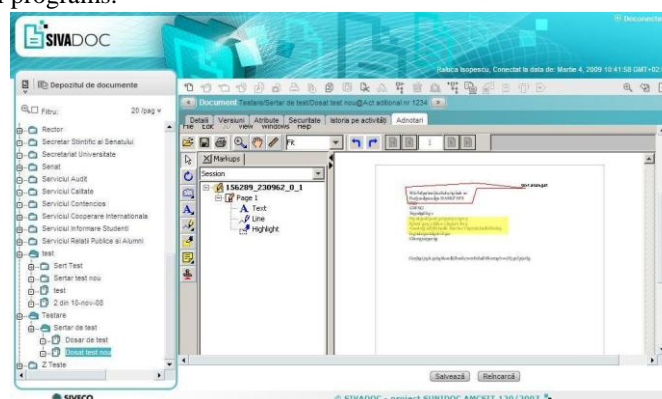 programs.
SIVADOC
Deconectare
Raluca Isopescu, Conectat la data de: Martie 4, 2009 10:41:58 GMT+02:
Depozitul de documente
Filtru:
20 /pag
Rector
Secretar Stiintific al Senatului
Secretariat Universitate
Senat
Serviciul Audit
Serviciul Calitate
Serviciul Contencios
Serviciul Cooperare Internationala
Serviciul Informare Studenti
Serviciul Relatii Publice si Alumni
test
Sert Test
Sertar test nou
test
2 din 10-nov-08
Testare
Sertar de test
Dosar de test
Dosat test nou
Z Teste
Document Testare/Sertar de test/Dosat test nou@Act aditional nr 1234
Detalii Versiuni Atribute Securitate Istoria pe activităţi Adnotari
File Edit View Windows Help
Fit
1
Markups
Session
156289_230962_0_1
Page 1
Text
Line
Highlight
Salvează Reîncarcă
SIVECO
© SIVADOC - proiect SUNIDOC AMCSIT 120/2007